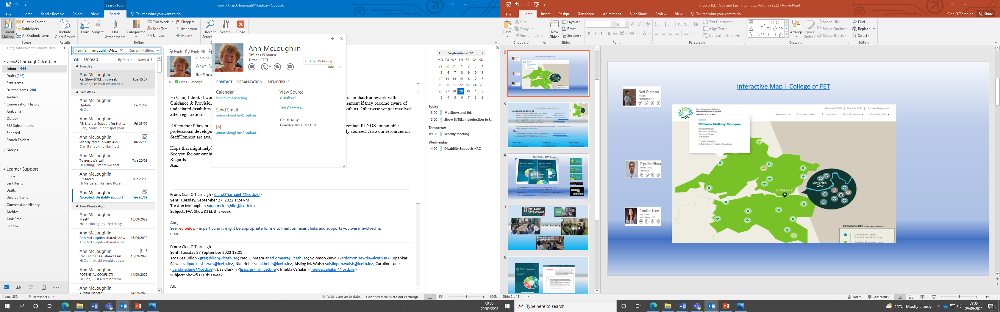 Search Tools
Inbox - Cian.OTiarnaigh@lcetb.ie - Outlook
File Home Send / Receive Folder View Search Tell me what you want to do...
Current Mailbox
Current Folder
Subfolders
All Outlook Items
Scope
Include Older Results
Results
From
Subject
Has Attachments
Categorized
This Week
Sent To
Unread
Flagged
Important
More
Refine
Recent
Search
Close
Drag Your Favorite Folders Here
Cian.OTiarnaigh@lcetb.ie
Inbox 1444
Drafts [246]
Sent Items
Deleted Items 200
Archive
Conversation History
Junk Email
Outbox
RSS Subscriptions
Snoozed
Search Folders
Groups
Learner Support
Inbox
Sent Items
Drafts
Deleted Items
Conversation History
Archive
Junk Email
Outbox
from:"ann.mcloughlin@lc... Current Mailbox
All Unread By Date Newest
Tuesday
Ann McLoughlin
Re: Show&TEL this week Tue 15:37
Hi Cian, I think it would be a
Last Week
Ann McLoughlin
Update Fri 23/09
Hi Cian
Ann McLoughlin
RE: Literacy Support for Nati... Fri 23/09
Cian, Sorry I didn't spot your
Ann McLoughlin
Weekly catchup with AMCL Thu 22/09
Cian it's looking like most
Ann McLoughlin
Tomorrow's call Tue 20/09
Hi Aisling, Before we chat
Ann McLoughlin
RE: Meet? Tue 20/09
Hi Margaret, Nial and Rose,
Ann McLoughlin
Accepted: Disability support Tue 20/09
Two Weeks Ago
Ann McLoughlin
Meet? 16/09/2022
Hello colleagues, Yesterday,
Ann McLoughlin
Ann McLoughlin shared "AA... 16/09/2022
Ann McLoughlin shared a file
Ann McLoughlin
FW: Learner Assistance Fun... 15/09/2022
Hi Cian, As LM would appear
Ann McLoughlin
POTENTIAL CONFLICT! 14/09/2022
Hi Cian, Just a reminder we
Ann McLoughlin
Autism Updates 14/09/2022
Reply Reply All
Tue 27/09/
Ann M
Re: Show
To Cian O'Tiarnaigh
Ann McLoughlin
Offline (19 hours)
Tutor, LCFET
Offline (19 hours)
Add
CONTACT ORGANIZATION MEMBERSHIP
Calendar
Schedule a meeting
Send Email
ann.mcloughlin@lcetb.ie
IM
ann.mcloughlin@lcetb.ie
View Source
SharePoint
Link Contacts...
Company
Limerick and Clare ETB
Hi Cian, I think it wou us in that framework with
Guidance & Provision ssment if they become aware of
undeclared disability/ with us. Otherwise we get involved
after registration.
Of course if they are contact PLNDS for suitable
professional developm ly sourced. Also our resources on
StaffConnect are avai
Hope that might help?
See you for our catch
Regards
Ann
From: Cian O'Tiarnaigh <Cian.OTiarnaigh@lcetb.ie>
Sent: Tuesday, September 27, 2022 1:24 PM
To: Ann McLoughlin <ann.mcloughlin@lcetb.ie>
Subject: FW: Show&TEL this week
Ann,
See red below - in particular it might be appropriate for me to mention recent links and supports you were involved in.
Cian.
From: Cian O'Tiarnaigh
Sent: Tuesday 27 September 2022 13:01
To: Greg Dillon <greg.dillon@lcetb.ie>; Ned O Meara <ned.omeara@lcetb.ie>; Solomon Zewdu <solomon.zewdu@lcetb.ie>; Dipankar
Biswas <dipankar.biswas@lcetb.ie>; Nial Hehir <nial.hehir@lcetb.ie>; Aisling M. Walsh <aisling.m.walsh@lcetb.ie>; Caroline Lane
<caroline.lane@lcetb.ie>; Lisa Clerkin <lisa.clerkin@lcetb.ie>; Imelda Cahalan <imelda.cahalan@lcetb.ie>
Subject: Show&TEL this week
All,
September 2022
MO TU WE TH FR SA SU
29 30 31 1 2 3 4
5 6 7 8 9 10 11
12 13 14 15 16 17 18
19 20 21 22 23 24 25
26 27 28 29 30 1 2
3 4 5 6 7 8 9
Today
13:00 Me Show and TeL
13:00 Show & TEL: Introduction to t...
Tomorrow
09:00 Weekly meeting
Wednesday
14:00 Disability Supports KRC
Items: 250 Reminders: 27 All folders are up to date. Connected to: Microsoft Exchange 100%
09:35
29/09/2022
Show&TEL, AISS and Learning Hubs, Autumn 2022 - PowerPoint
File Home Insert Design Transitions Animations Slide Show Review View Tell me what you want to do... Cian O'Tiarnaigh Share
Paste
Cut
Copy
Format Painter
Clipboard
New Slide
Layout
Reset
Section
Slides
32
Font
Text Direction
Align Text
Convert to SmartArt
Paragraph
Arrange
Quick Styles
Shape Fill
Shape Outline
Shape Effects
Drawing
Find
Replace
Select
Editing
2
Interactive Map | College of FET
3
AISS -TEL Hub Contacts
Limerick & Co. Limerick
Clare
4
The Wider AISS Team
5
STRATEGIC FRAMEWORK 2022-2025
Action Planning
6
Purpose
Interactive Map | College of FET
Ned O Meara
Available
Adult Educator, LCFET
Dipankar Biswas
Offline (18 hours)
Teacher, LCFET
Caroline Lane
Away (5 mins)
Adult Educator, LCFET
Bord Oideachais & Oiliúna
LUIMNIGH & AN CHLÁIR
LIMERICK & CLARE
Microsoft 365 | Moodle VLE | Ukraine Response
Learners Communities Enterprise Our Courses Contact Us
Miltown Malbay Campus
Ballard Road,
Miltown Malbay,
County Clare,
V95 R2EP
T: 065-7084774
E: fetmiltownmalbay@lcetb.ie
Limerick
Limerick City
PROVISION KEY (Click Item to Focus)
College of Further Education and Training
Outdoor Education and
Slide 2 of 8 Notes Comments 101%
Type here to search
11°C Mostly cloudy
09:35
29/09/2022
20